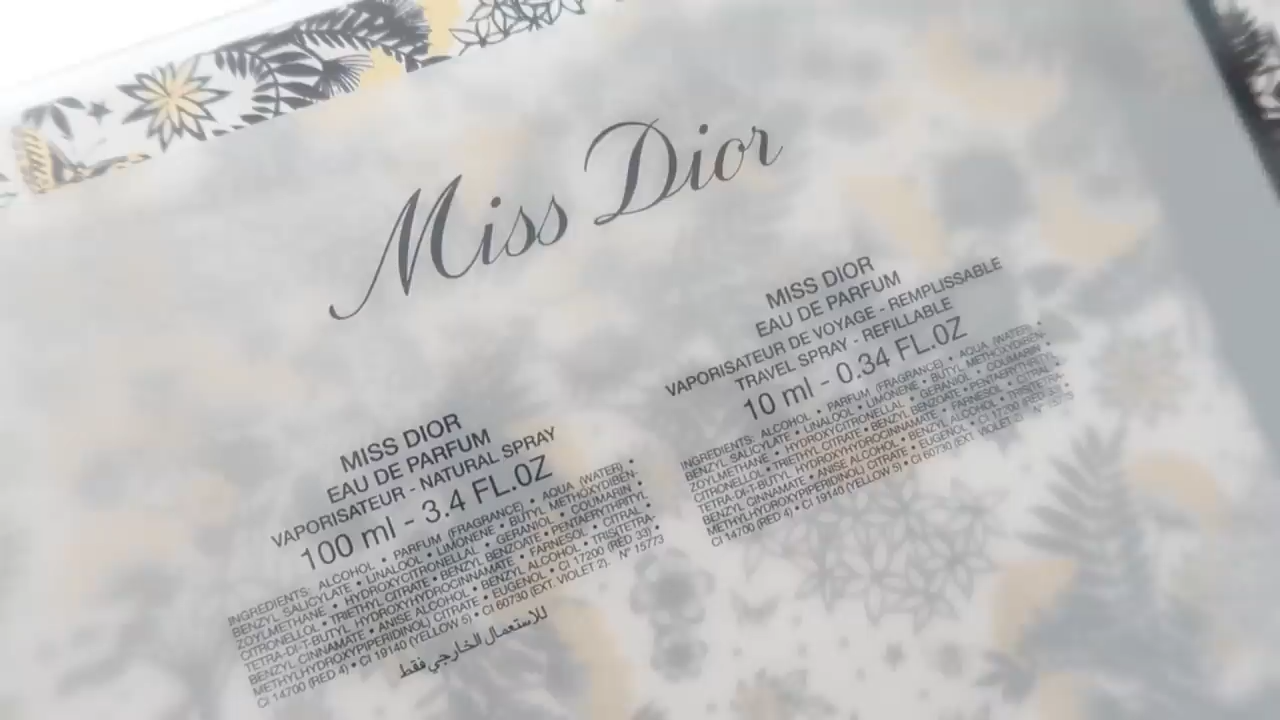 Miss Dior
MISS DIOR
EAU DE PARFUM
VAPORISATEUR - NATURAL SPRAY
100 ml - 3.4 FL.OZ
INGREDIENTS: ALCOHOL • PARFUM (FRAGRANCE) • AQUA (WATER) •
BENZYL SALICYLATE • LINALOOL • LIMONENE • BUTYL METHOXYDIBEN-
ZOYLMETHANE • HYDROXYCITRONELLAL • GERANIOL • COUMARIN •
CITRONELLOL • TRIETHYL CITRATE • BENZYL BENZOATE • PENTAERYTHRITYL
TETRA-DI-T-BUTYL HYDROXYHYDROCINNAMATE • FARNESOL • CITRAL •
BENZYL CINNAMATE • ANISE ALCOHOL • BENZYL ALCOHOL • TRIS(TETRA-
METHYLHYDROXYPIPERIDINOL) CITRATE • EUGENOL • CI 17200 (RED 33) •
CI 14700 (RED 4) • CI 19140 (YELLOW 5) • CI 60730 (EXT. VIOLET 2). N° 15773
للاستعمال الخارجي فقط
MISS DIOR
EAU DE PARFUM
VAPORISATEUR DE VOYAGE - REMPLISSABLE
TRAVEL SPRAY - REFILLABLE
10 ml - 0.34 FL.OZ
INGREDIENTS: ALCOHOL • PARFUM (FRAGRANCE) • AQUA (WATER) •
BENZYL SALICYLATE • LINALOOL • LIMONENE • BUTYL METHOXYDIBEN-
ZOYLMETHANE • HYDROXYCITRONELLAL • GERANIOL • COUMARIN •
CITRONELLOL • TRIETHYL CITRATE • BENZYL BENZOATE • PENTAERYTHRITYL
TETRA-DI-T-BUTYL HYDROXYHYDROCINNAMATE • FARNESOL • CITRAL •
BENZYL CINNAMATE • ANISE ALCOHOL • BENZYL ALCOHOL • TRIS(TETRA-
METHYLHYDROXYPIPERIDINOL) CITRATE • EUGENOL • CI 17200 (RED 33) •
CI 14700 (RED 4) • CI 19140 (YELLOW 5) • CI 60730 (EXT. VIOLET 2). N° 15773